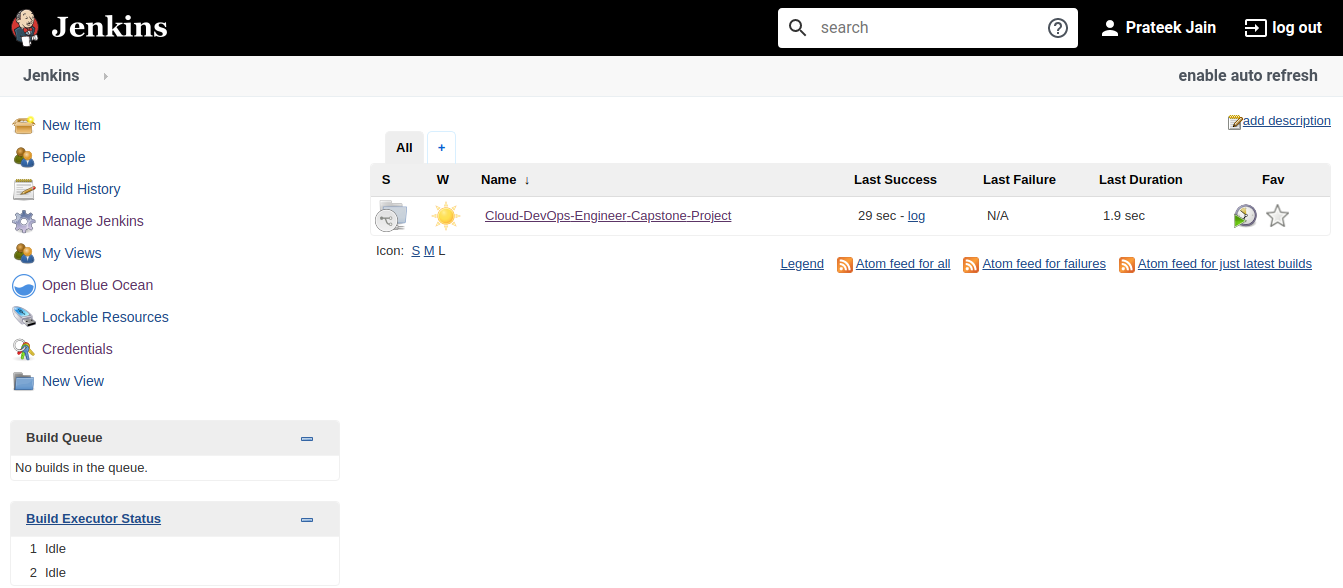 Jenkins
search
Prateek Jain
log out
Jenkins
enable auto refresh
New Item
People
Build History
Manage Jenkins
My Views
Open Blue Ocean
Lockable Resources
Credentials
New View
Build Queue
No builds in the queue.
Build Executor Status
1 Idle
2 Idle
add description
All +
S W Name ↓ Last Success Last Failure Last Duration Fav
Cloud-DevOps-Engineer-Capstone-Project 29 sec - log N/A 1.9 sec
Icon: S M L
Legend Atom feed for all Atom feed for failures Atom feed for just latest builds